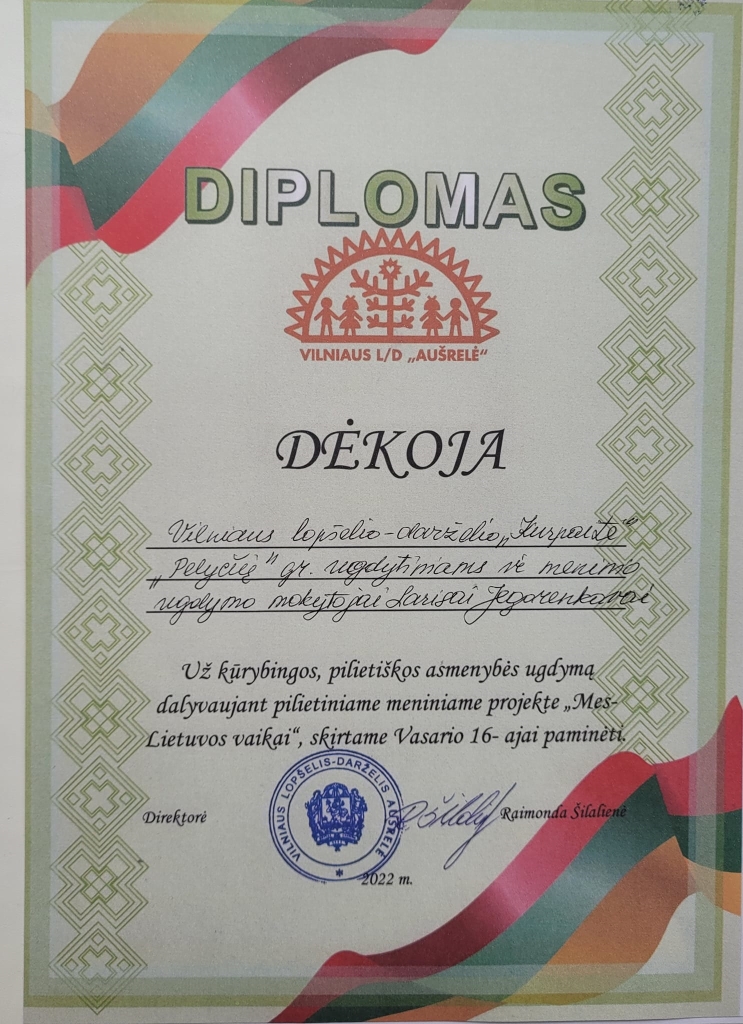 DIPLOMAS
VILNIAUS L/D „AUŠRELĖ“
DĖKOJA
Vilniaus lopšelio-darželio „Kurpaitė“
„Pelyčių“ gr. ugdytiniams ir meninio
ugdymo mokytojai Larisai Jegorenkovai
Už kūrybingos, pilietiškos asmenybės ugdymą
dalyvaujant pilietiniame meniniame projekte „Mes-
Lietuvos vaikai“, skirtame Vasario 16- ajai paminėti.
VILNIAUS LOPŠELIS-DARŽELIS AUŠRELĖ
Direktorė
Raimonda Šilalienė
2022 m.